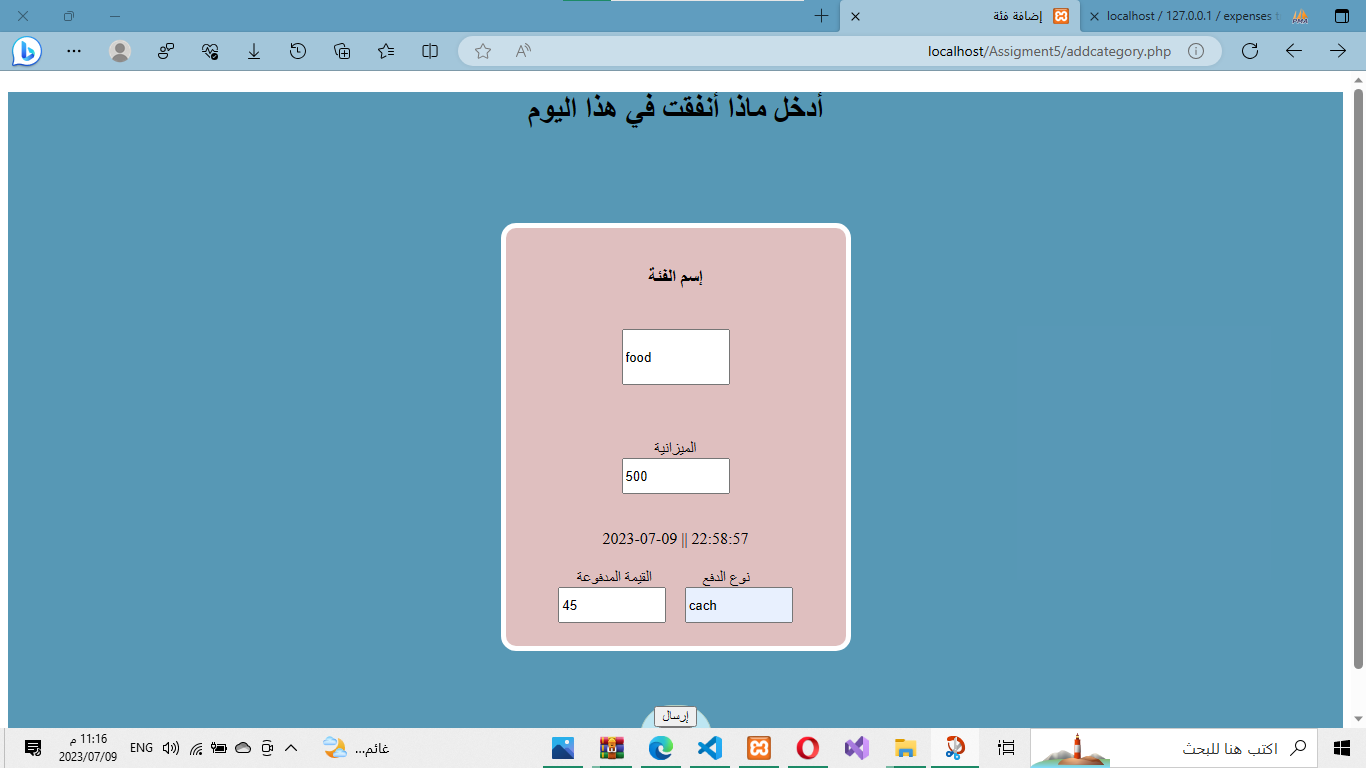 إضافة فئة
localhost / 127.0.0.1 / expenses t
localhost/Assigment5/addcategory.php
أدخل ماذا أنفقت في هذا اليوم
إسم الفئة
food
الميزانية
500
2023-07-09 || 22:58:57
نوع الدفع
القيمة المدفوعة
cach
45
إرسال
اكتب هنا للبحث
غائم...
ENG
11:16 م
2023/07/09